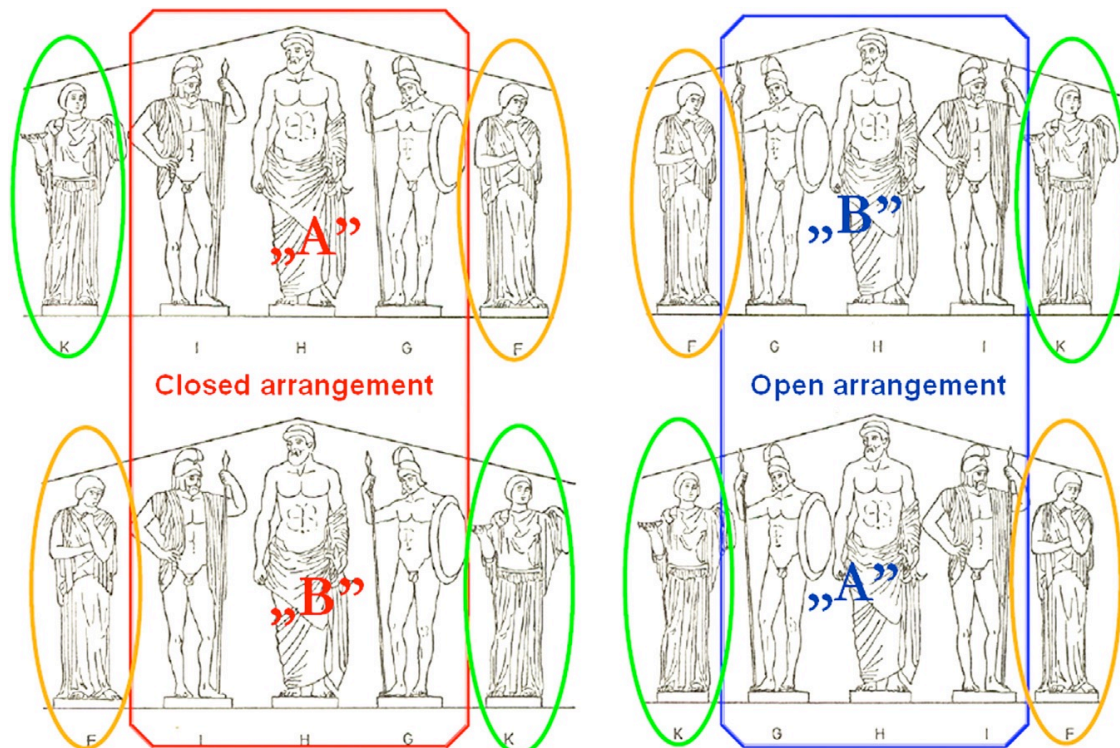 „A”
„B”
K I H G F
F G H I K
Closed arrangement
Open arrangement
„B”
„A”
F I H G K
K G H I F